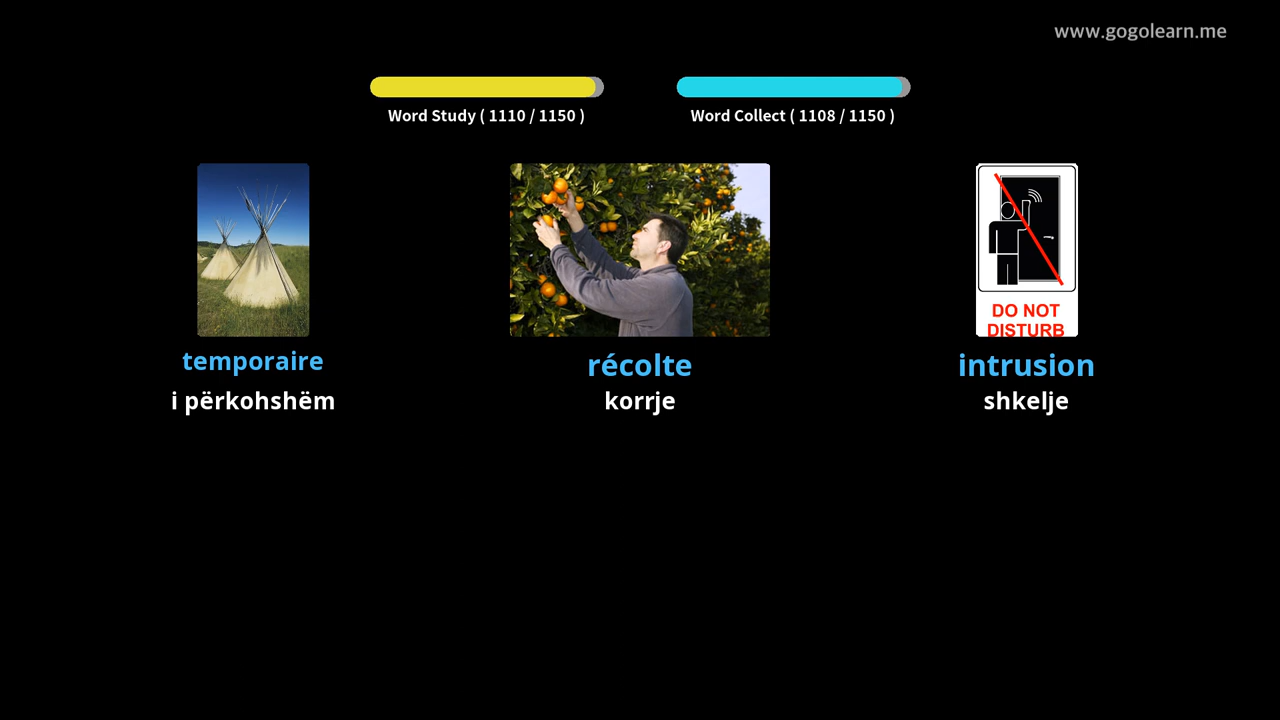 www.gogolearn.me
Word Study ( 1110 / 1150 )
Word Collect ( 1108 / 1150 )
DO NOT
DISTURB
temporaire
récolte
intrusion
i përkohshëm
korrje
shkelje